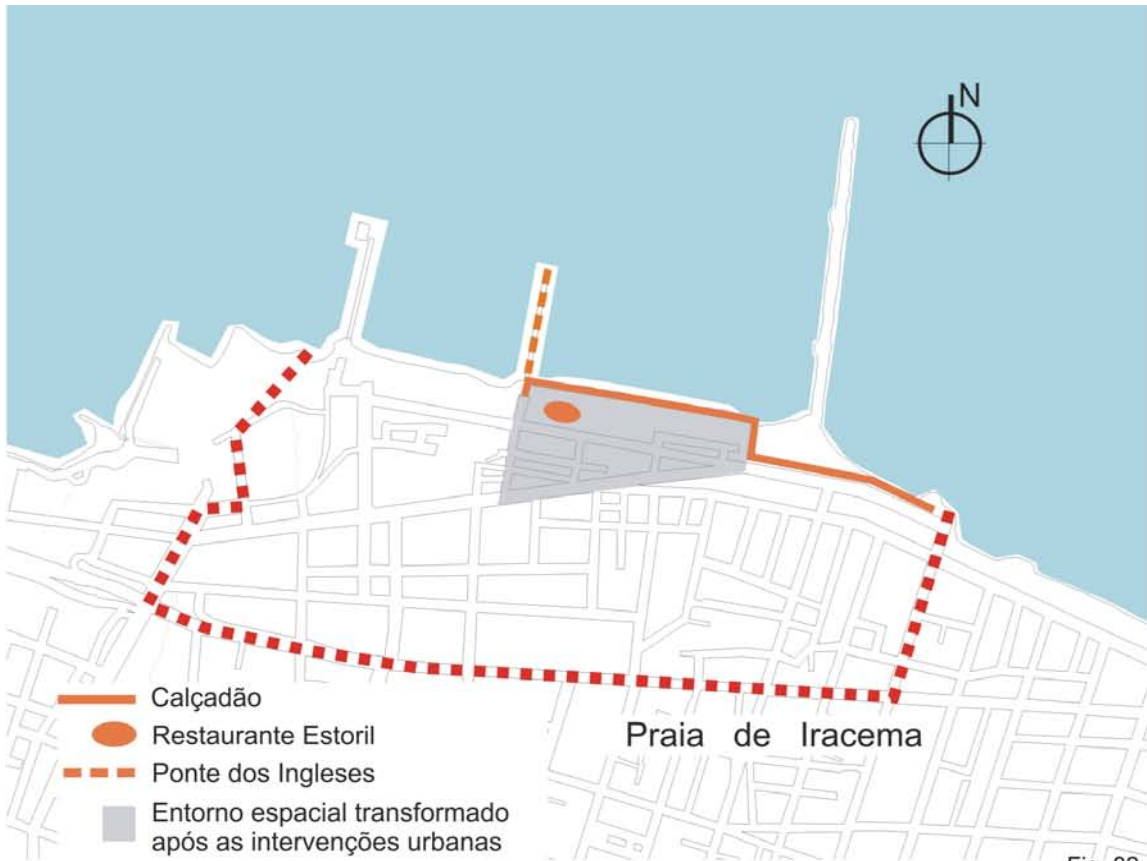 N
Praia de Iracema
Calçadão
Restaurante Estoril
Ponte dos Ingleses
Entorno espacial transformado
após as intervenções urbanas